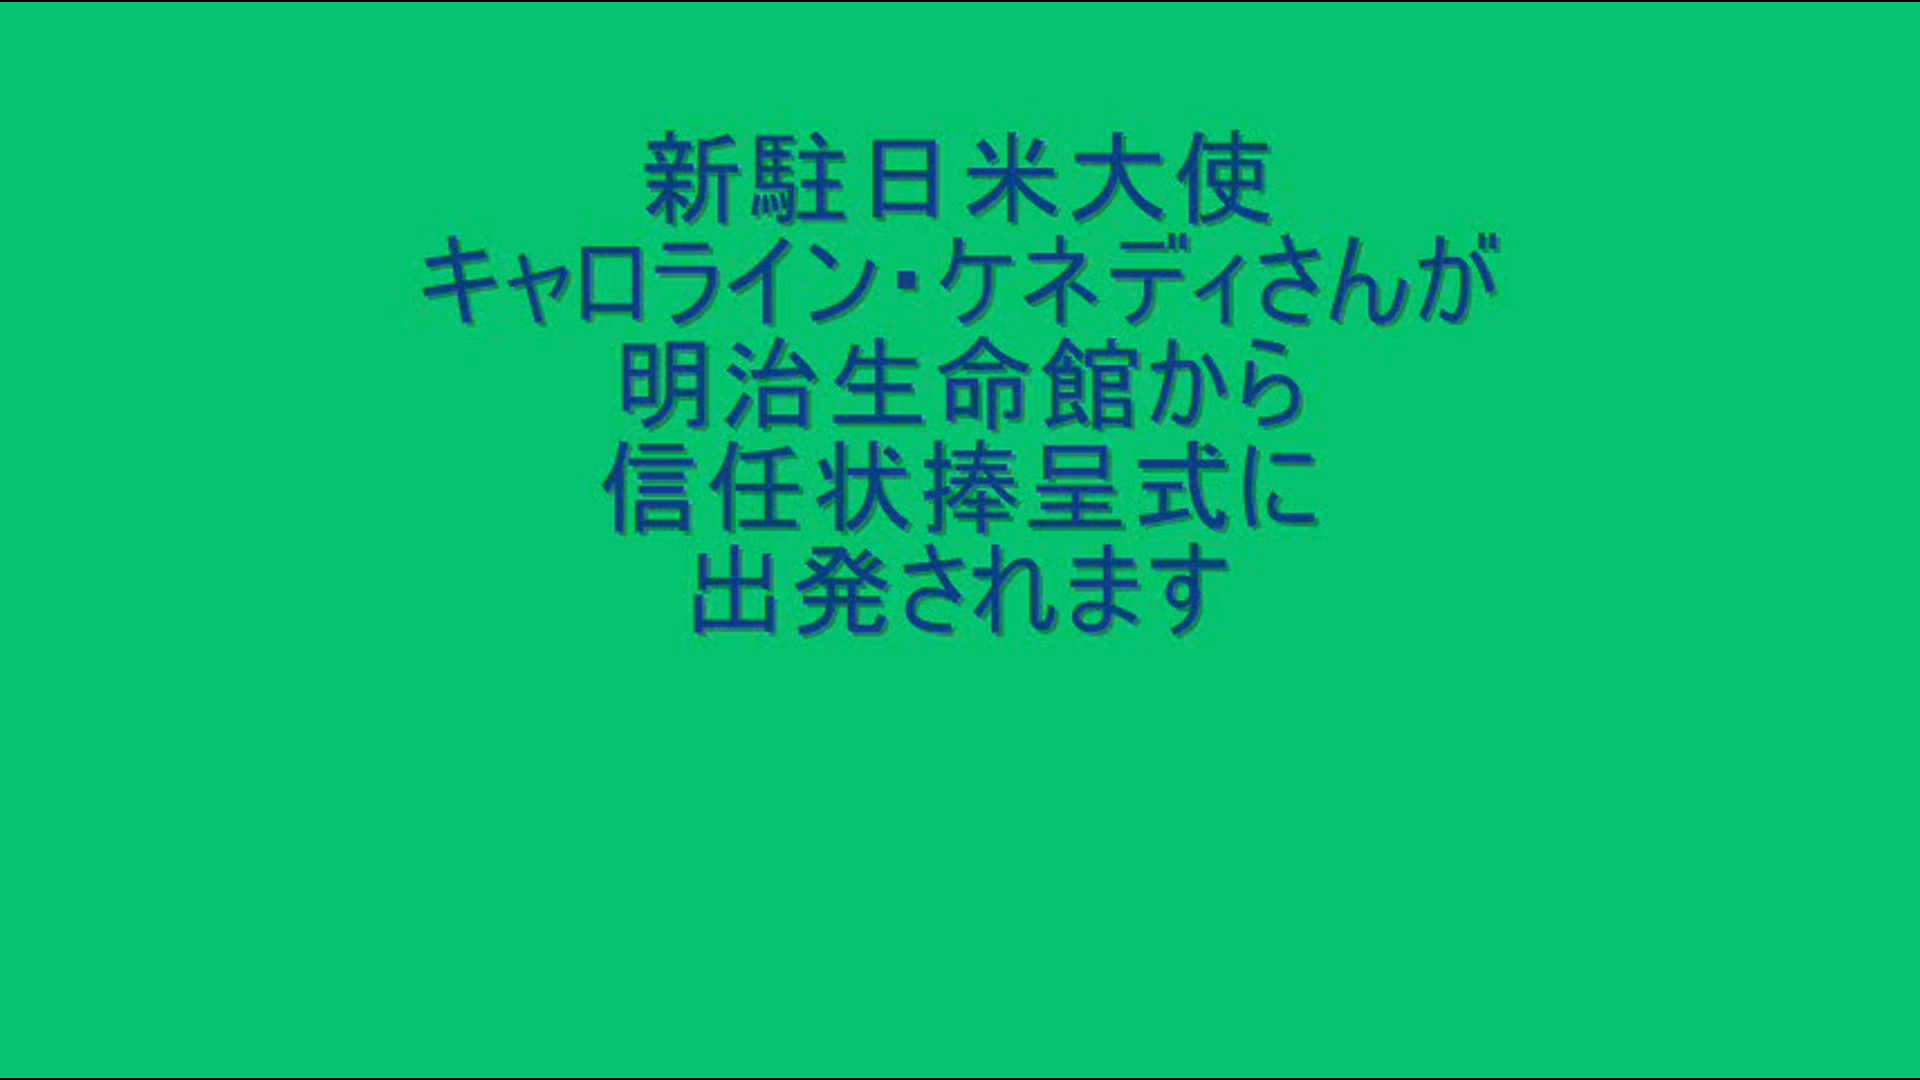 新駐日米大使
キャロライン・ケネディさんが
明治生命館から
信任状捧呈式に
出発されます